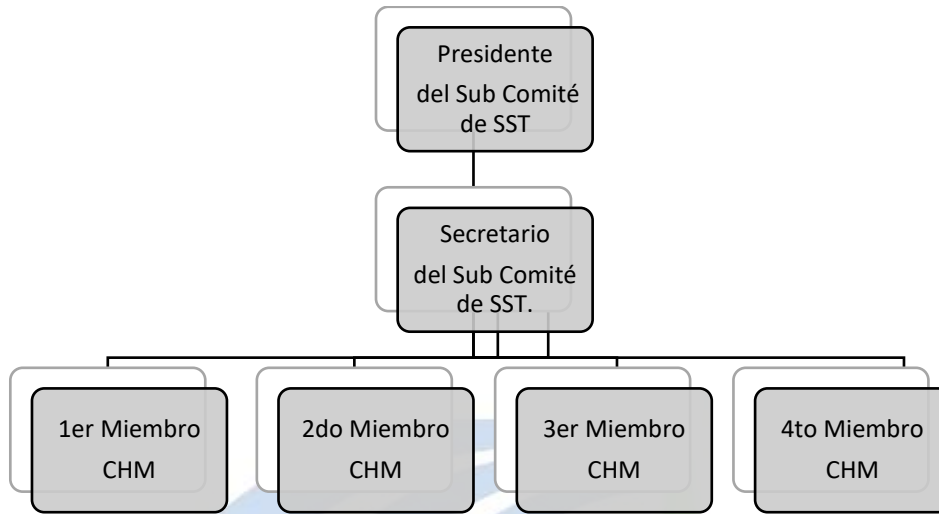 Presidente
del Sub Comité
de SST
Secretario
del Sub Comité
de SST.
1er Miembro
CHM
2do Miembro
CHM
3er Miembro
CHM
4to Miembro
CHM